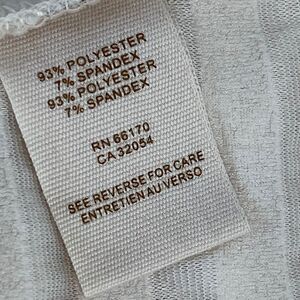 93% POLYESTER
7% SPANDEX
93% POLYESTER
7% SPANDEX
RN 66170
CA 32054
SEE REVERSE FOR CARE
ENTRETIEN AU VERSO